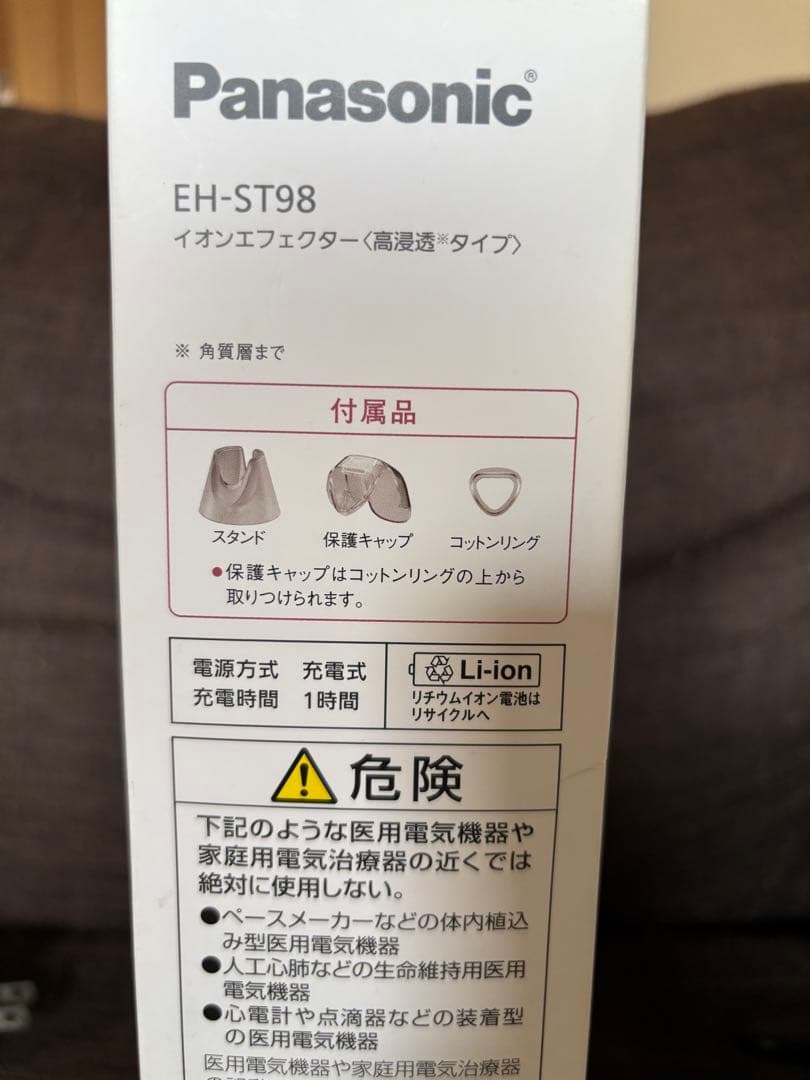 Panasonic®
EH-ST98
イオンエフェクター〈高浸透※タイプ〉
※ 角質層まで
付属品
スタンド 保護キャップ コットンリング
●保護キャップはコットンリングの上から
取りつけられます。
電源方式 充電式
充電時間 1時間
Li-ion
リチウムイオン電池は
リサイクルへ
危険
下記のような医用電気機器や
家庭用電気治療器の近くでは
絶対に使用しない。
●ペースメーカーなどの体内植込
み型医用電気機器
●人工心肺などの生命維持用医用
電気機器
●心電計や点滴器などの装着型
の医用電気機器
医用電気機器や家庭用電気治療器